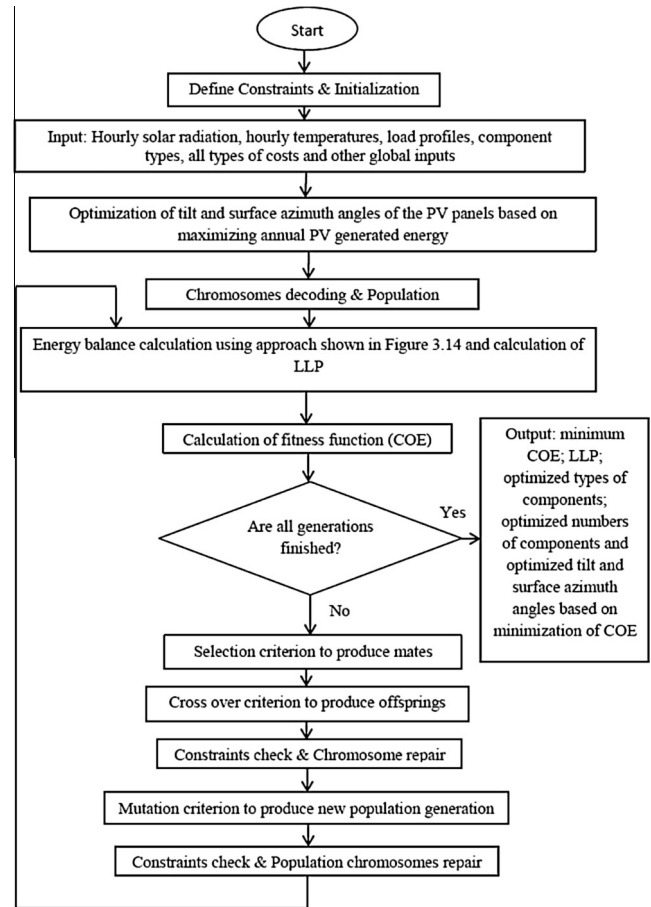 Start
Define Constraints & Initialization
Input: Hourly solar radiation, hourly temperatures, load profiles, component
types, all types of costs and other global inputs
Optimization of tilt and surface azimuth angles of the PV panels based on
maximizing annual PV generated energy
Chromosomes decoding & Population
Energy balance calculation using approach shown in Figure 3.14 and calculation of
LLP
Calculation of fitness function (COE)
Are all generations
finished?
Yes
Output: minimum
COE; LLP;
optimized types of
components;
optimized numbers
of components and
optimized tilt and
surface azimuth
angles based on
minimization of COE
No
Selection criterion to produce mates
Cross over criterion to produce offsprings
Constraints check & Chromosome repair
Mutation criterion to produce new population generation
Constraints check & Population chromosomes repair